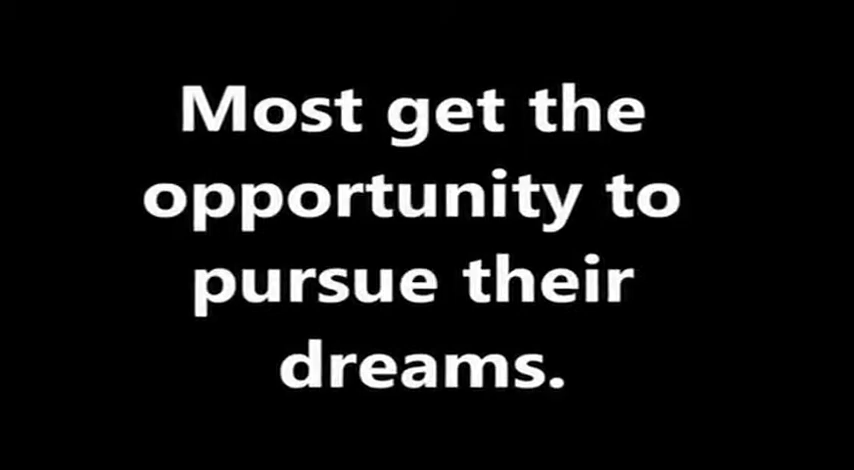 Most get the
opportunity to
pursue their
dreams.